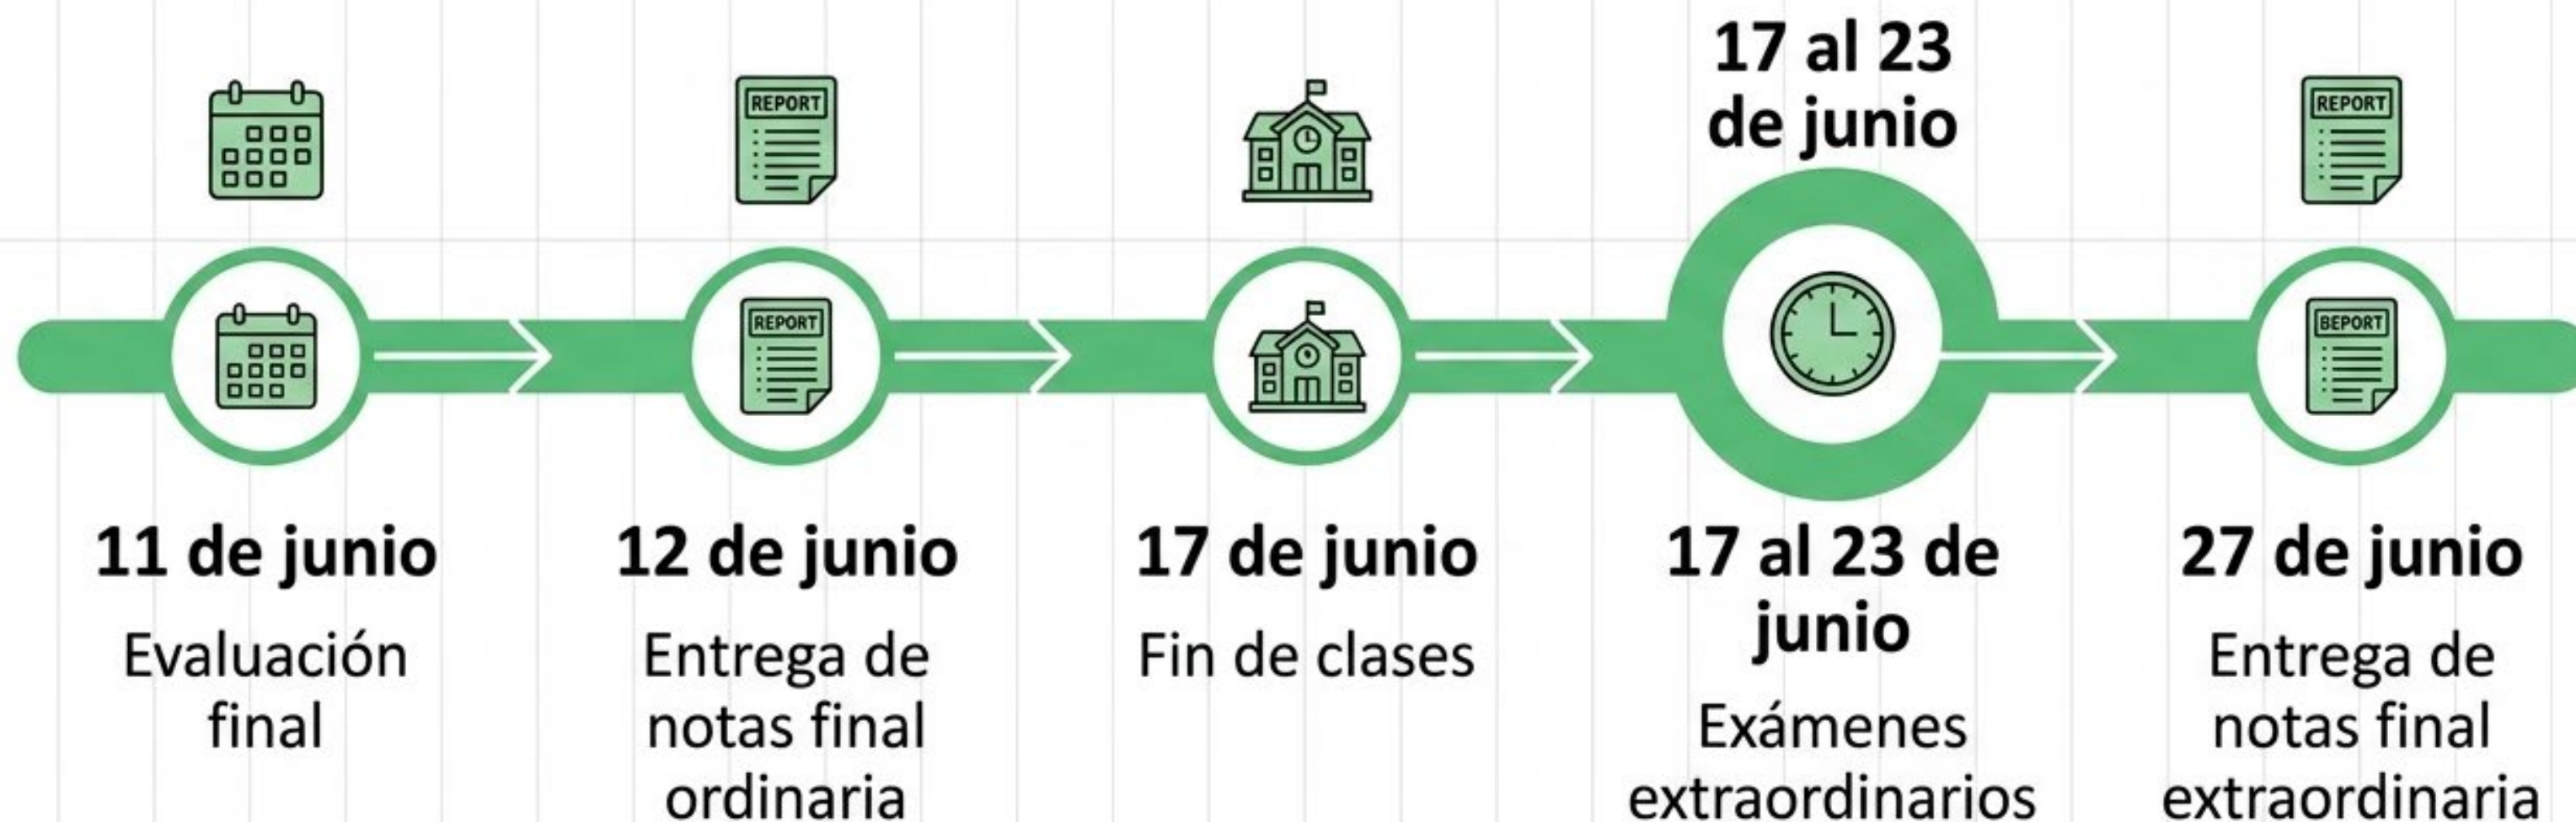 17 al 23
de junio
REPORT
REPORT
REPORT
BEPORT
11 de junio
Evaluación
final
12 de junio
Entrega de
notas final
ordinaria
17 de junio
Fin de clases
17 al 23 de
junio
Exámenes
extraordinarios
27 de junio
Entrega de
notas final
extraordinaria